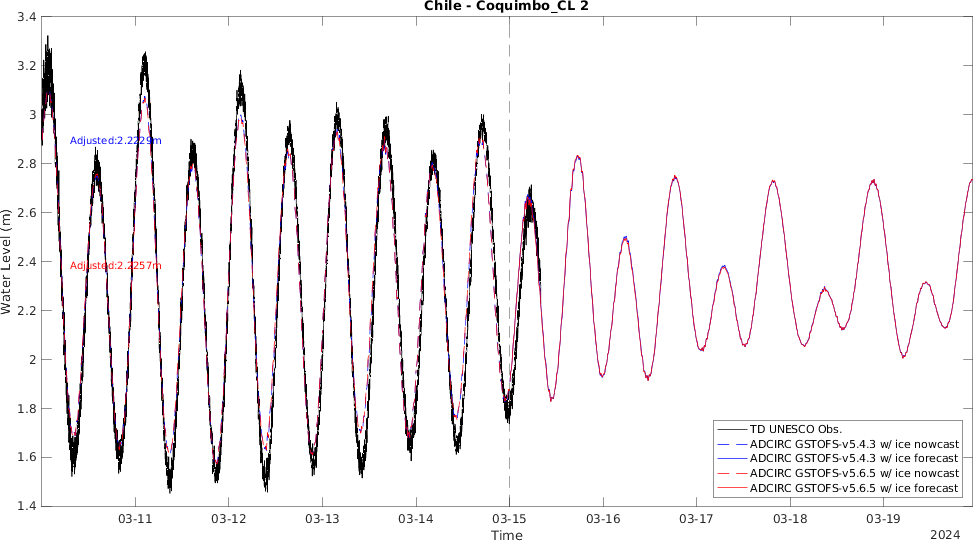 Chile - Coquimbo_CL 2
3.4
3.2
3
2.8
2.6
2.4
2.2
2
1.8
1.6
1.4
Water Level (m)
Adjusted:2.2229m
Adjusted:2.2257m
TD UNESCO Obs.
ADCIRC GSTOFS-v5.4.3 w/ ice nowcast
ADCIRC GSTOFS-v5.4.3 w/ ice forecast
ADCIRC GSTOFS-v5.6.5 w/ ice nowcast
ADCIRC GSTOFS-v5.6.5 w/ ice forecast
03-11 03-12 03-13 03-14 03-15 03-16 03-17 03-18 03-19
Time
2024